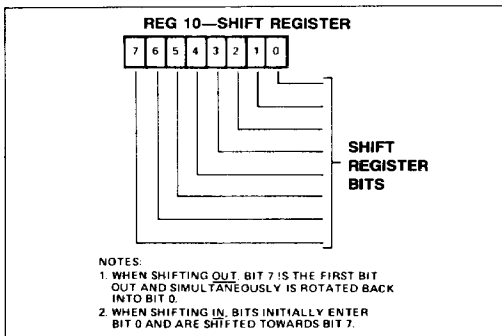 REG 10—SHIFT REGISTER
7 6 5 4 3 2 1 0
SHIFT
REGISTER
BITS
NOTES:
1. WHEN SHIFTING OUT, BIT 7 IS THE FIRST BIT
OUT AND SIMULTANEOUSLY IS ROTATED BACK
INTO BIT 0.
2. WHEN SHIFTING IN, BITS INITIALLY ENTER
BIT 0 AND ARE SHIFTED TOWARDS BIT 7.